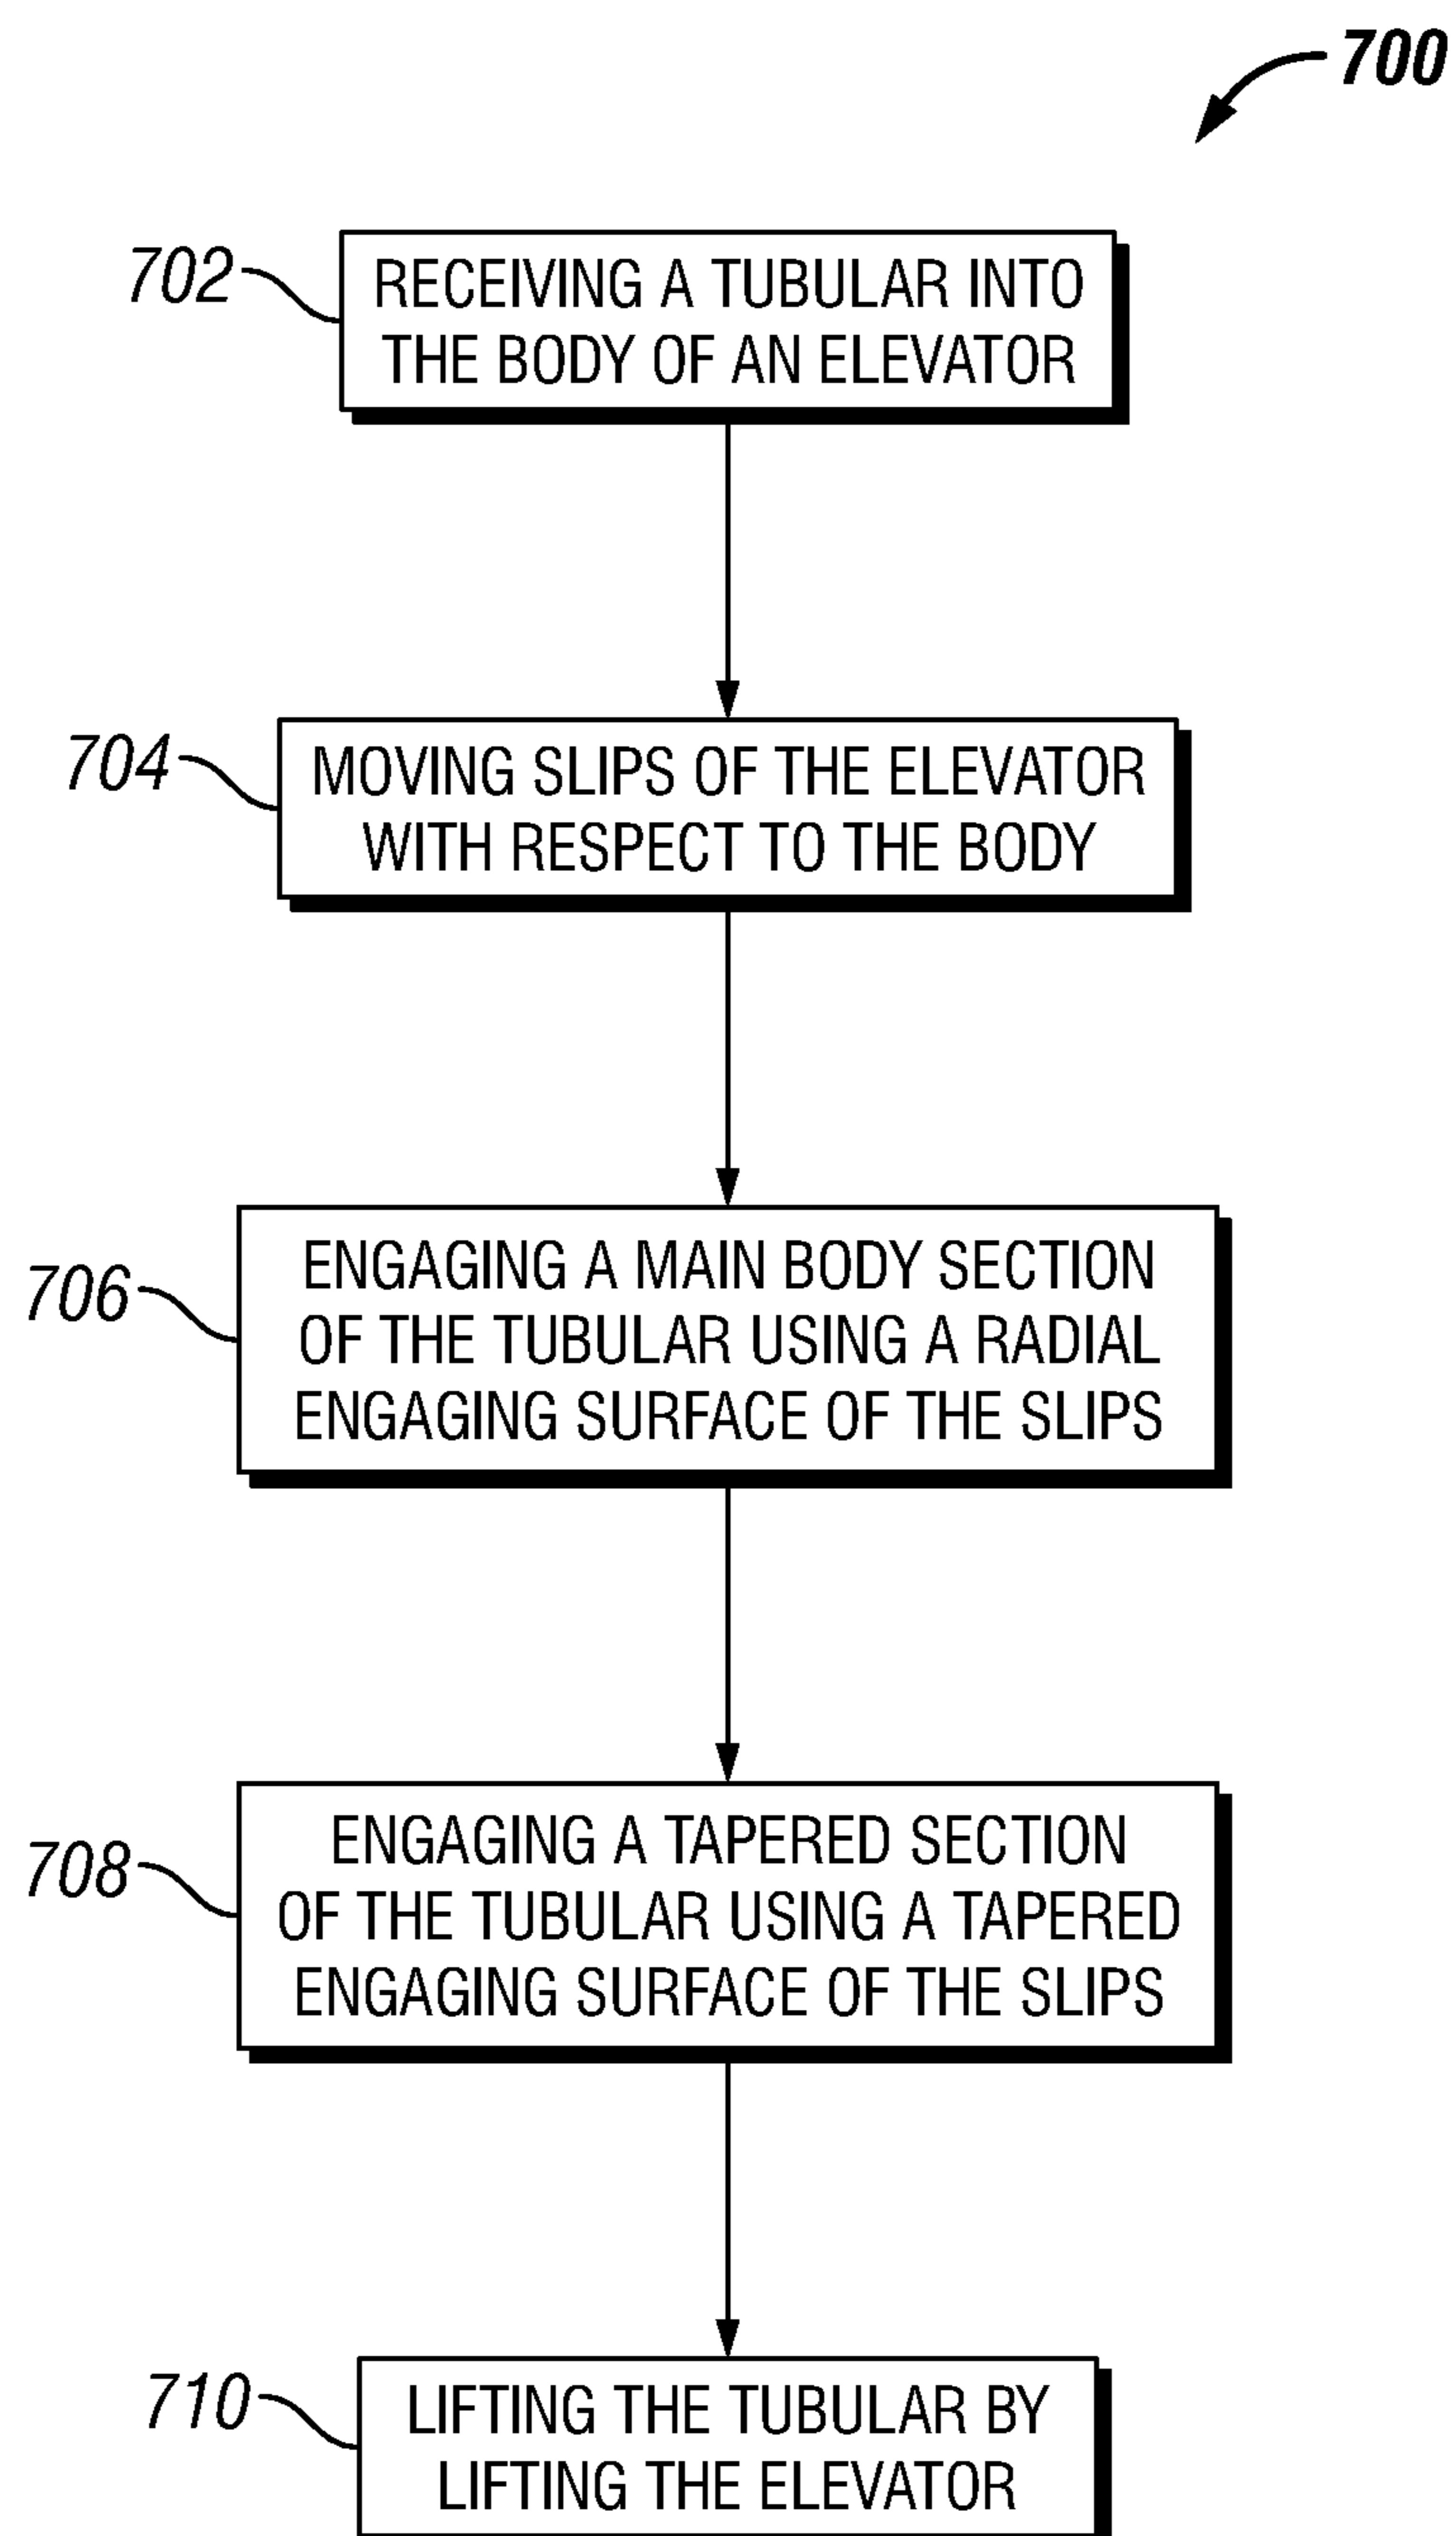 700
702
RECEIVING A TUBULAR INTO
THE BODY OF AN ELEVATOR
704
MOVING SLIPS OF THE ELEVATOR
WITH RESPECT TO THE BODY
706
ENGAGING A MAIN BODY SECTION
OF THE TUBULAR USING A RADIAL
ENGAGING SURFACE OF THE SLIPS
708
ENGAGING A TAPERED SECTION
OF THE TUBULAR USING A TAPERED
ENGAGING SURFACE OF THE SLIPS
710
LIFTING THE TUBULAR BY
LIFTING THE ELEVATOR